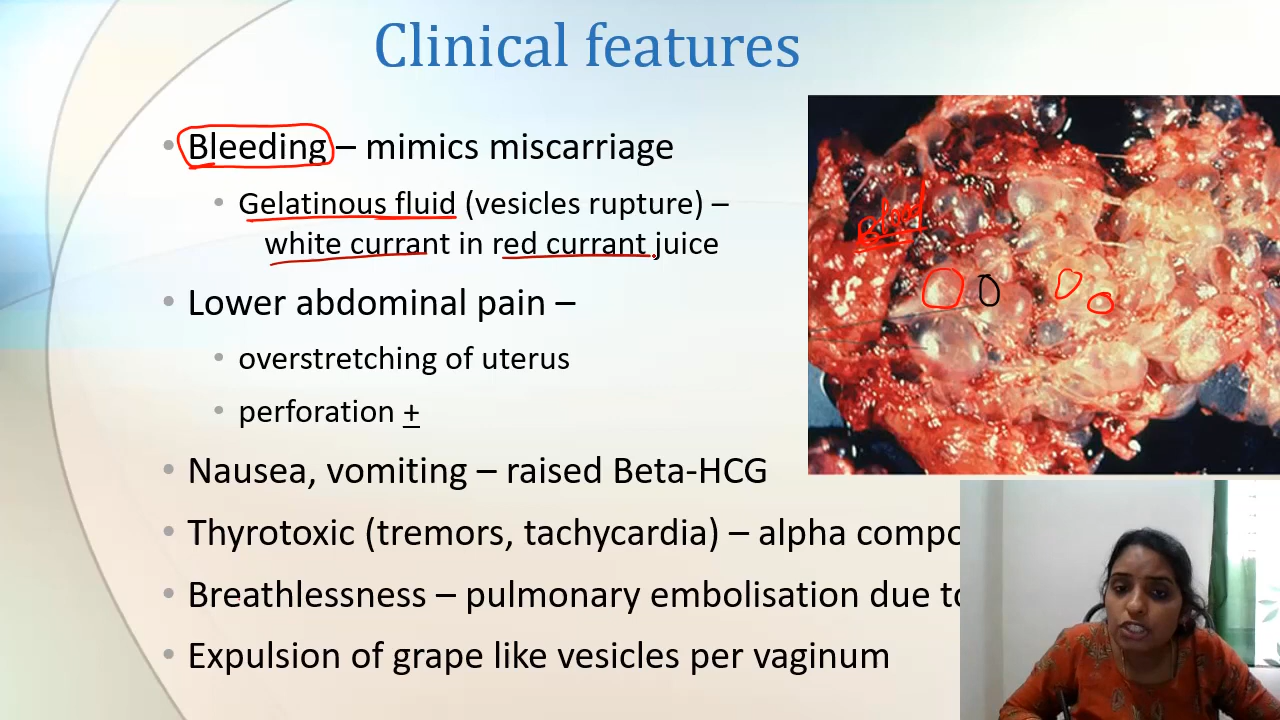 Clinical features
• Bleeding – mimics miscarriage
• Gelatinous fluid (vesicles rupture) –
white currant in red currant juice
Blood
• Lower abdominal pain –
• overstretching of uterus
• perforation +
• Nausea, vomiting – raised Beta-HCG
• Thyrotoxic (tremors, tachycardia) – alpha compo
• Breathlessness – pulmonary embolisation due to
• Expulsion of grape like vesicles per vaginum